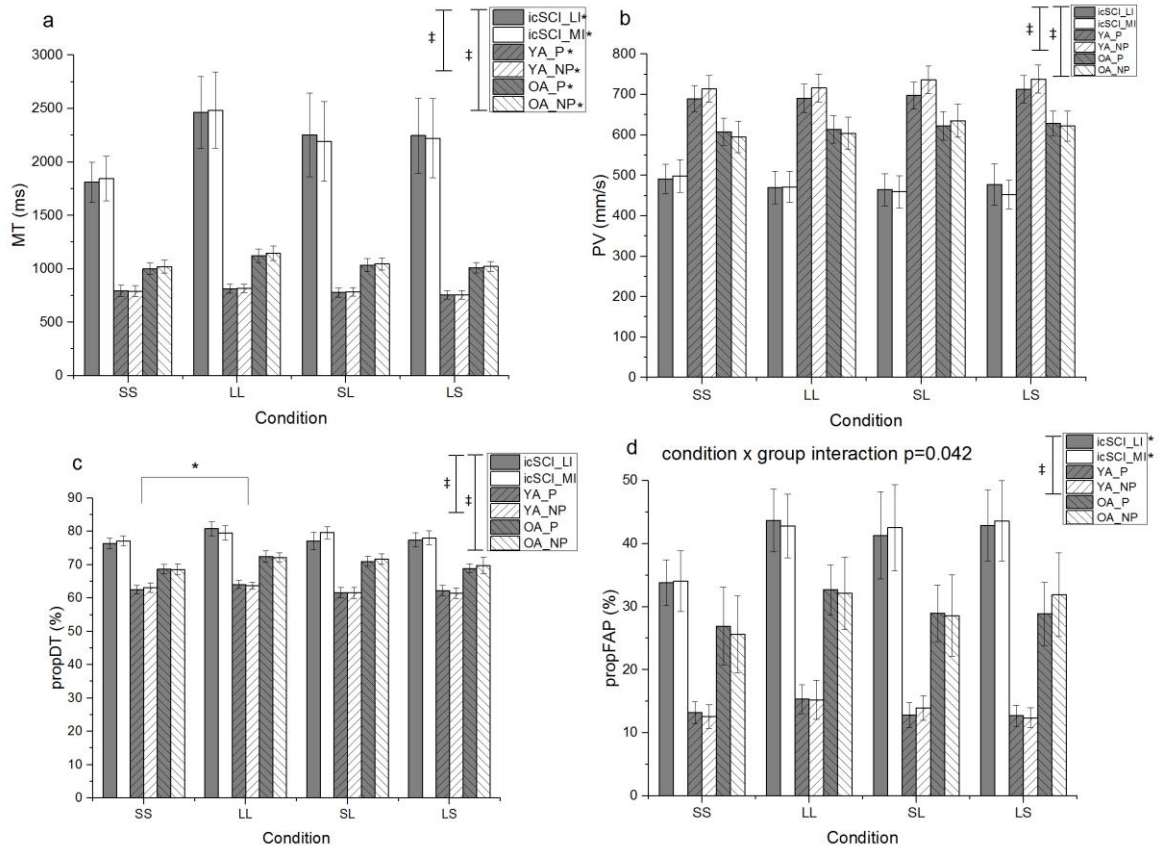 a
icSCI_LI*
icSCI_MI*
YA_P*
YA_NP*
OA_P*
OA_NP*
‡
‡
3000
2500
2000
1500
1000
500
0
MT (ms)
SS LL SL LS
Condition
b
icSCI_LI
icSCI_MI
YA_P
YA_NP
OA_P
OA_NP
‡ ‡
800
700
600
500
400
300
200
100
0
PV (mm/s)
SS LL SL LS
Condition
c
*
icSCI_LI
icSCI_MI
YA_P
YA_NP
OA_P
OA_NP
‡ ‡
90
80
70
60
50
40
30
20
10
0
propDT (%)
SS LL SL LS
Condition
d
condition x group interaction p=0.042
icSCI_LI *
icSCI_MI*
YA_P
YA_NP
OA_P
OA_NP
‡
50
40
30
20
10
0
propFAP (%)
SS LL SL LS
Condition